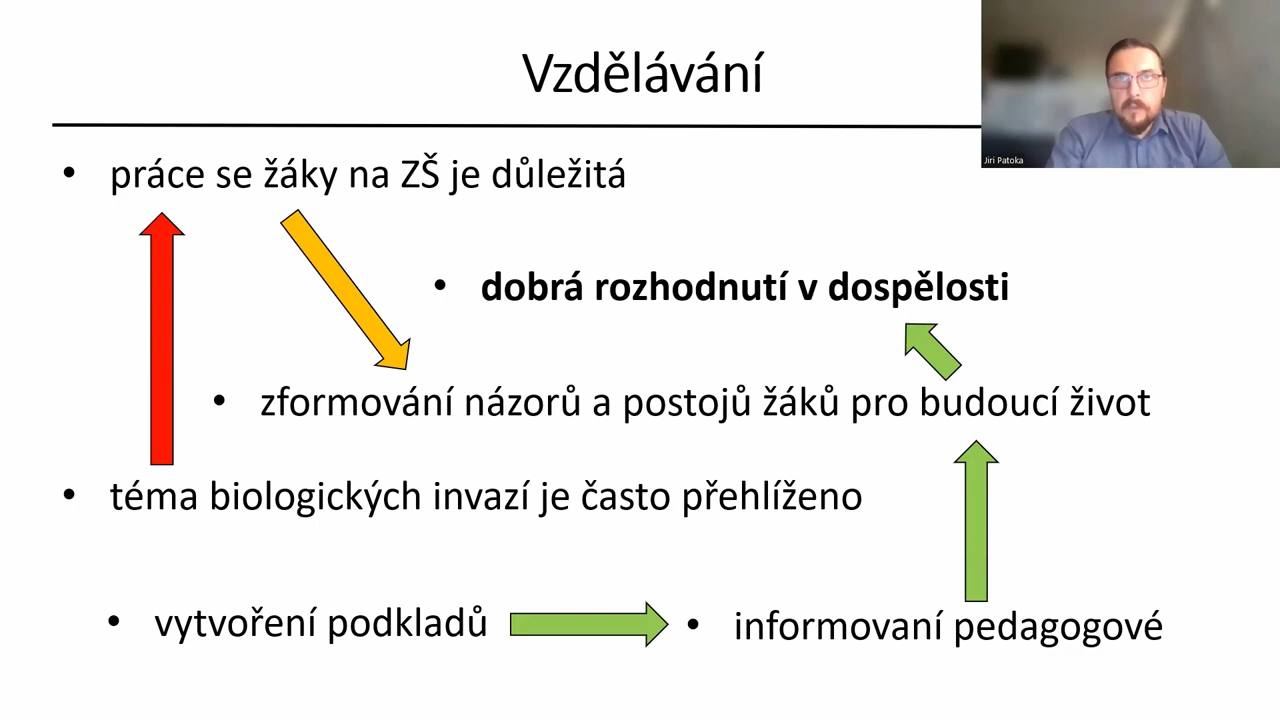 Vzdělávání
Jiri Patoka
• práce se žáky na ZŠ je důležitá
• dobrá rozhodnutí v dospělosti
• zformování názorů a postojů žáků pro budoucí život
• téma biologických invazí je často přehlíženo
• vytvoření podkladů
• informovaní pedagogové